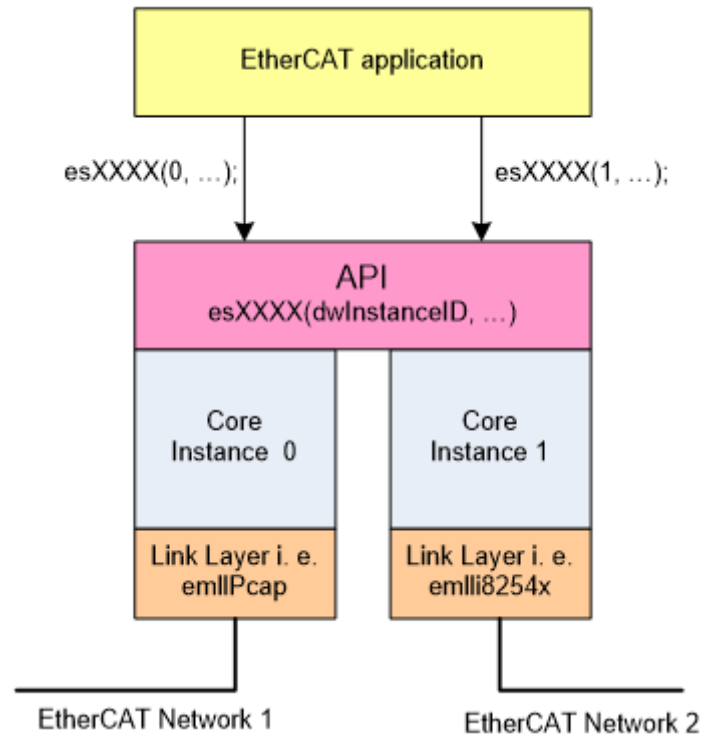 EtherCAT application
esXXXX(0, ...);
esXXXX(1, ...);
API
esXXXX(dwInstanceID, ...)
Core
Instance 0
Core
Instance 1
Link Layer i. e.
emllPcap
Link Layer i. e.
emlli8254x
EtherCAT Network 1
EtherCAT Network 2